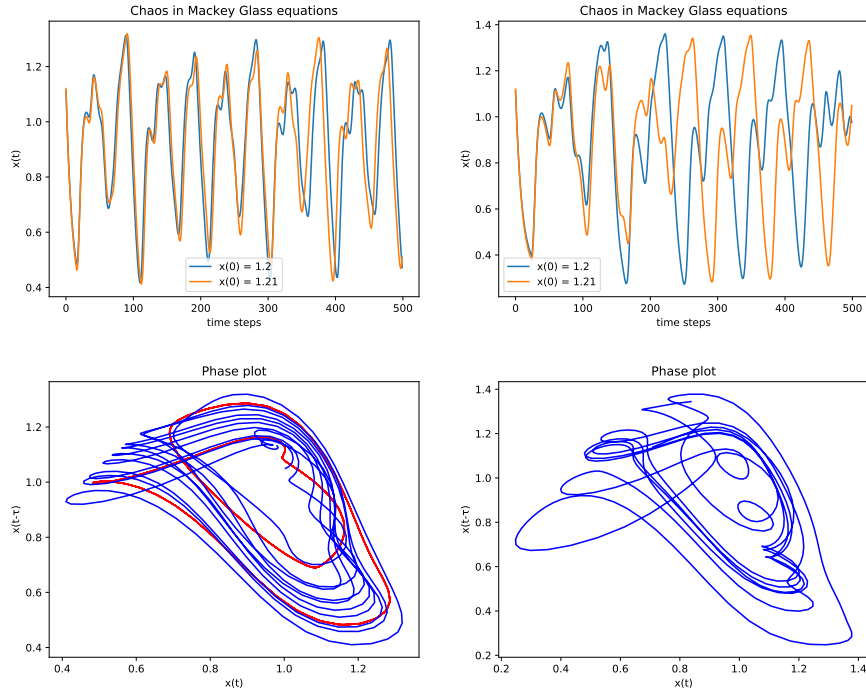 Chaos in Mackey Glass equations
x(t)
1.2
1.0
0.8
0.6
0.4
x(0) = 1.2
x(0) = 1.21
0 100 200 300 400 500
time steps
Chaos in Mackey Glass equations
x(t)
1.4
1.2
1.0
0.8
0.6
0.4
x(0) = 1.2
x(0) = 1.21
0 100 200 300 400 500
time steps
Phase plot
x(t-τ)
1.2
1.0
0.8
0.6
0.4
0.4 0.6 0.8 1.0 1.2
x(t)
Phase plot
x(t-τ)
1.4
1.2
1.0
0.8
0.6
0.4
0.2
0.2 0.4 0.6 0.8 1.0 1.2 1.4
x(t)